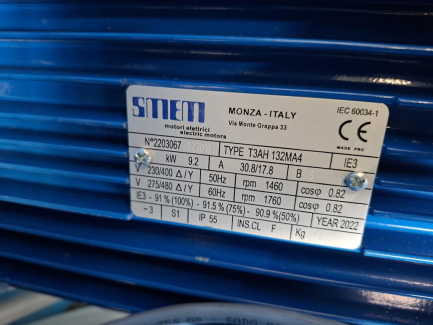 SMEM
motori elettrici
electric motors
MONZA - ITALY
Via Monte Grappa 33
IEC 60034-1
CE
N°2203067
TYPE T3AH 132MA4
IE3
kW 9.2 A 30.8/17.8 B
V 230/400 Δ/Y 50Hz rpm 1460 cosφ 0.82
V 275/480 Δ/Y 60Hz rpm 1760 cosφ 0.82
IE3 - 91 % (100%) - 91.5 % (75%) - 90.9 %(50%) YEAR 2022
~3 S1 IP 55 INS.CL F Kg